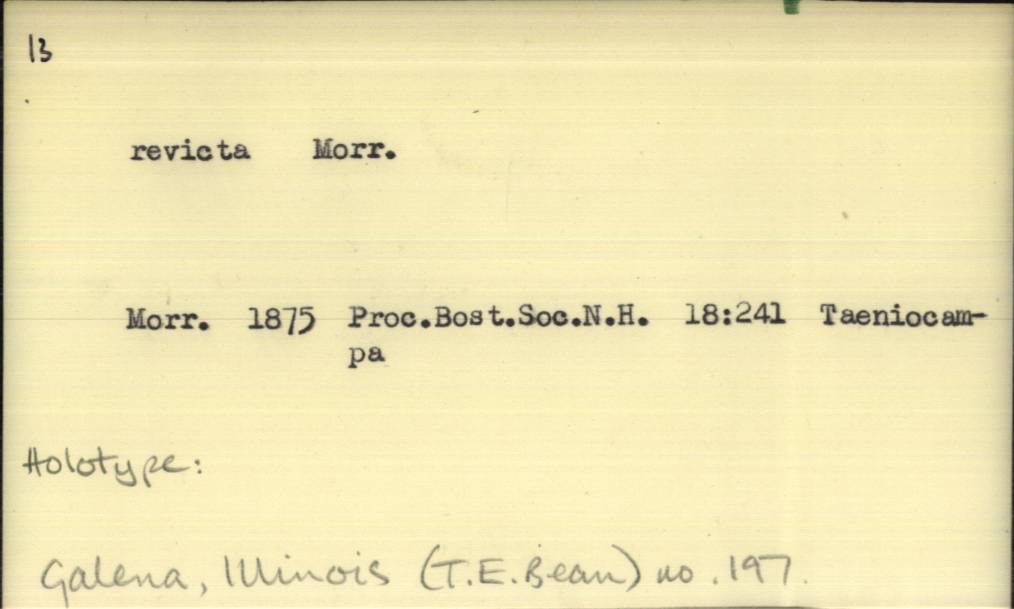 13
revicta Morr.
Morr. 1875 Proc.Bost.Soc.N.H. 18:241 Taeniocam-
pa
Holotype:
Galena, Illinois (T.E.Bean) no. 197.